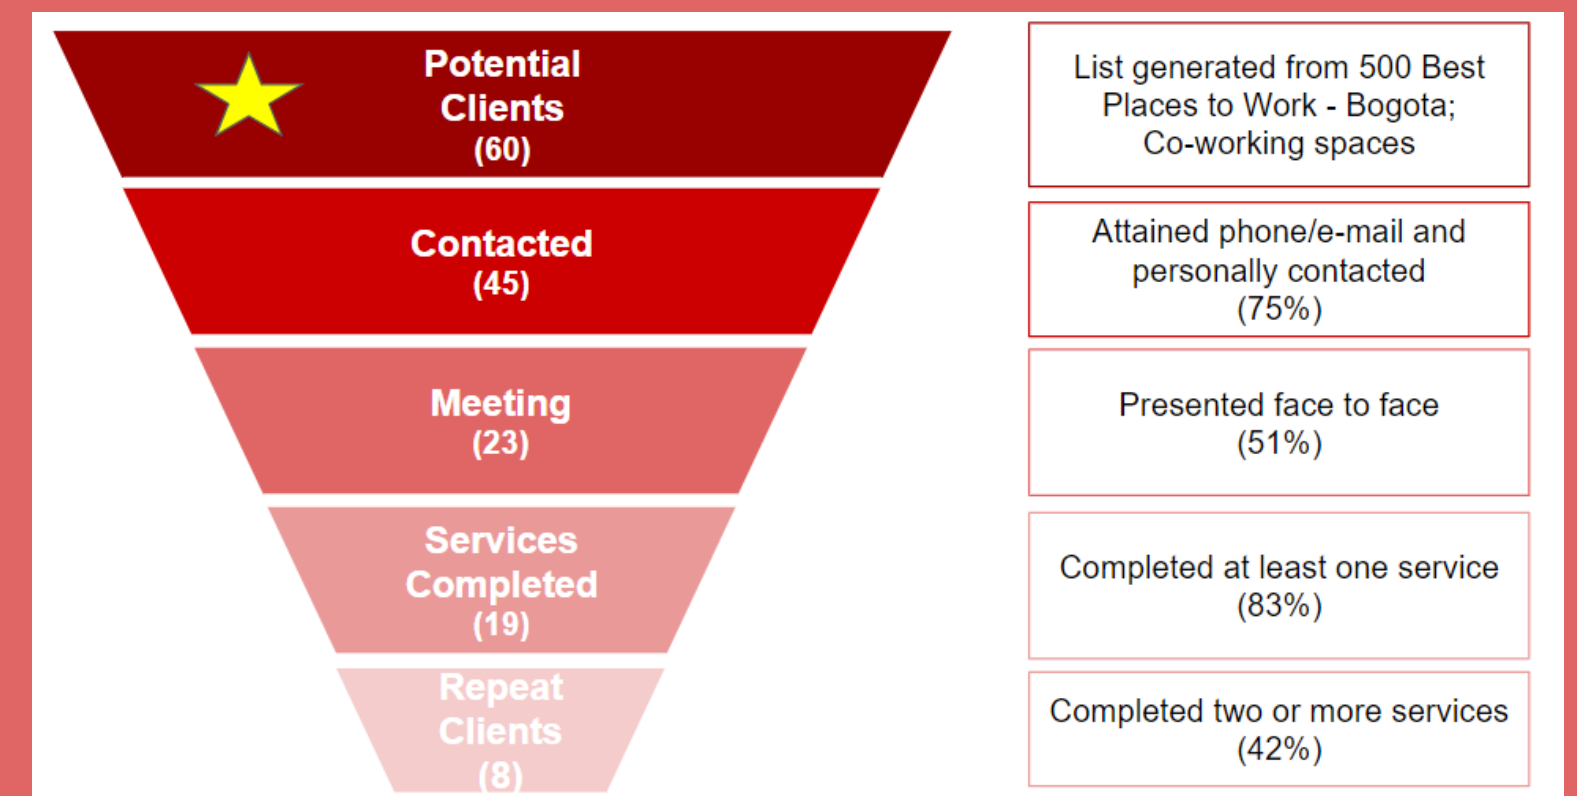 Potential
Clients
(60)
List generated from 500 Best
Places to Work - Bogota;
Co-working spaces
Contacted
(45)
Attained phone/e-mail and
personally contacted
(75%)
Meeting
(23)
Presented face to face
(51%)
Services
Completed
(19)
Completed at least one service
(83%)
Repeat
Clients
(8)
Completed two or more services
(42%)